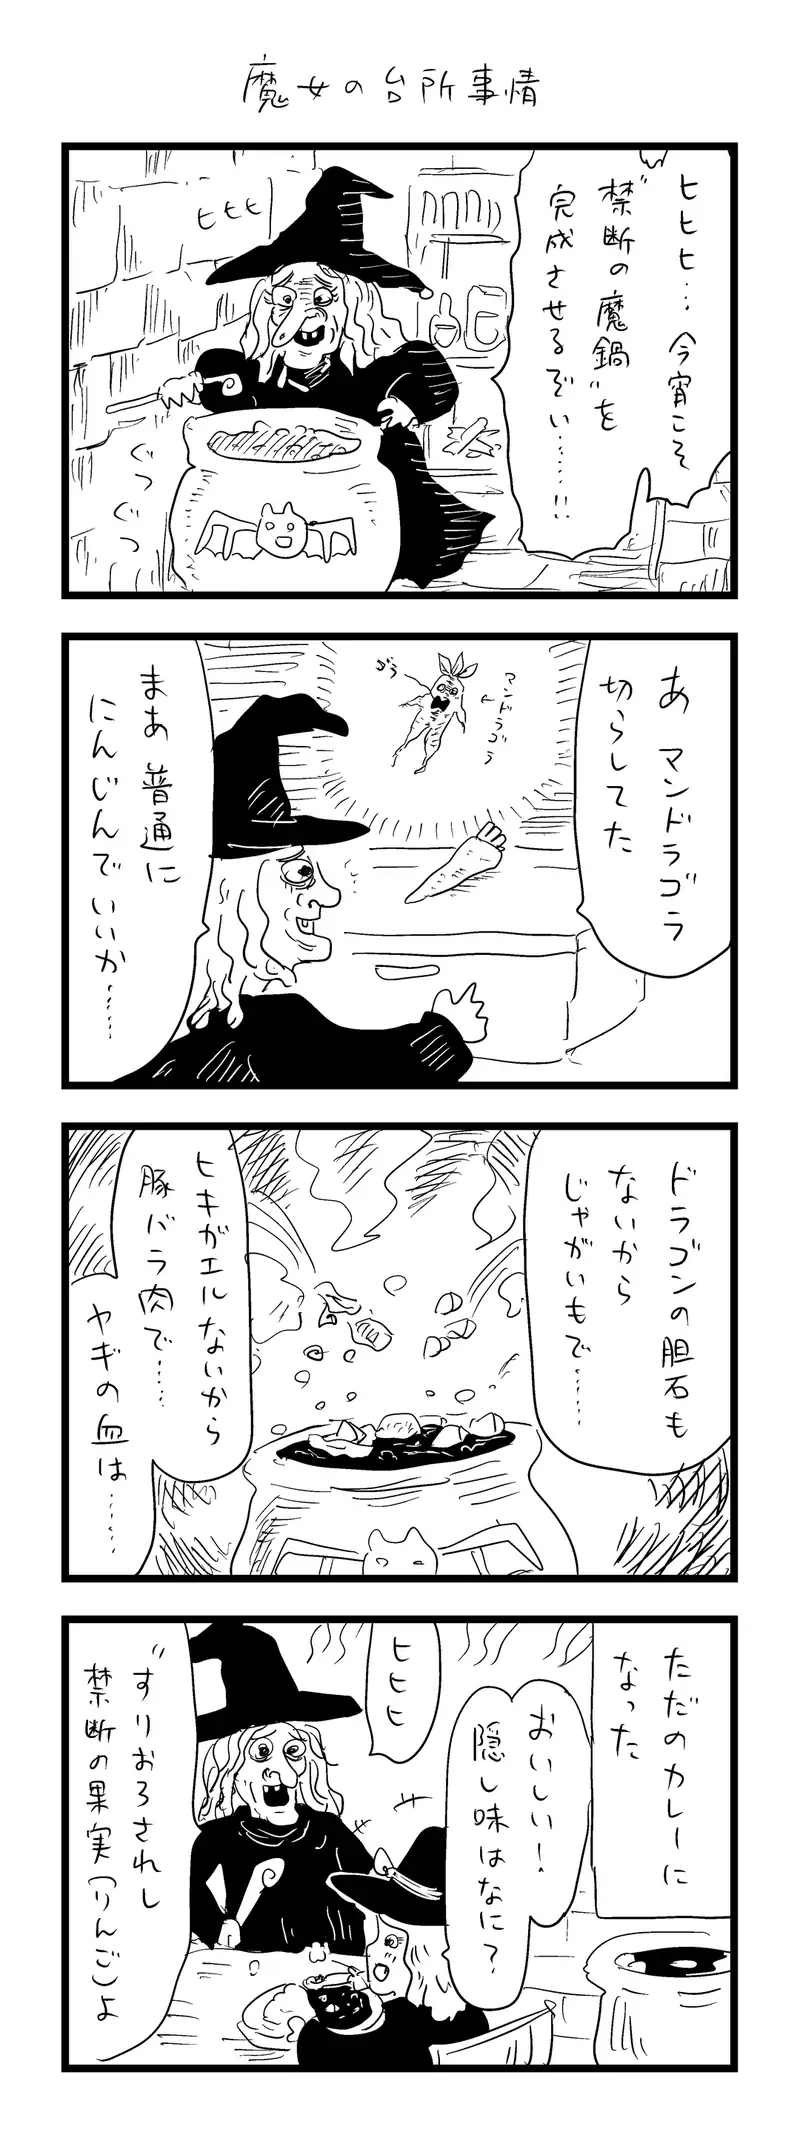 魔女の台所事情
ヒヒヒ… 今宵こそ
“禁断の魔鍋”を
完成させるぞい……!!
ヒヒヒ
ぐつぐつ
あ マンドラゴラ
切らしてた
マンドラゴラ
ゴラ
まあ 普通に
にんじんでいいか……
ドラゴンの胆石も
ないから
じゃがいもで……
ヒキガエルないから
豚バラ肉で……
ヤギの血は……
ただのカレーに
なった
おいしい!
隠し味はなに?
ヒヒヒ
“すりおろされし
禁断の果実(りんご)”よ